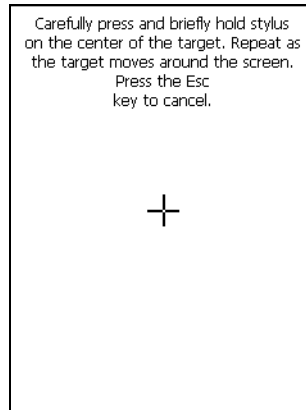 Carefully press and briefly hold stylus
on the center of the target. Repeat as
the target moves around the screen.
Press the Esc
key to cancel.